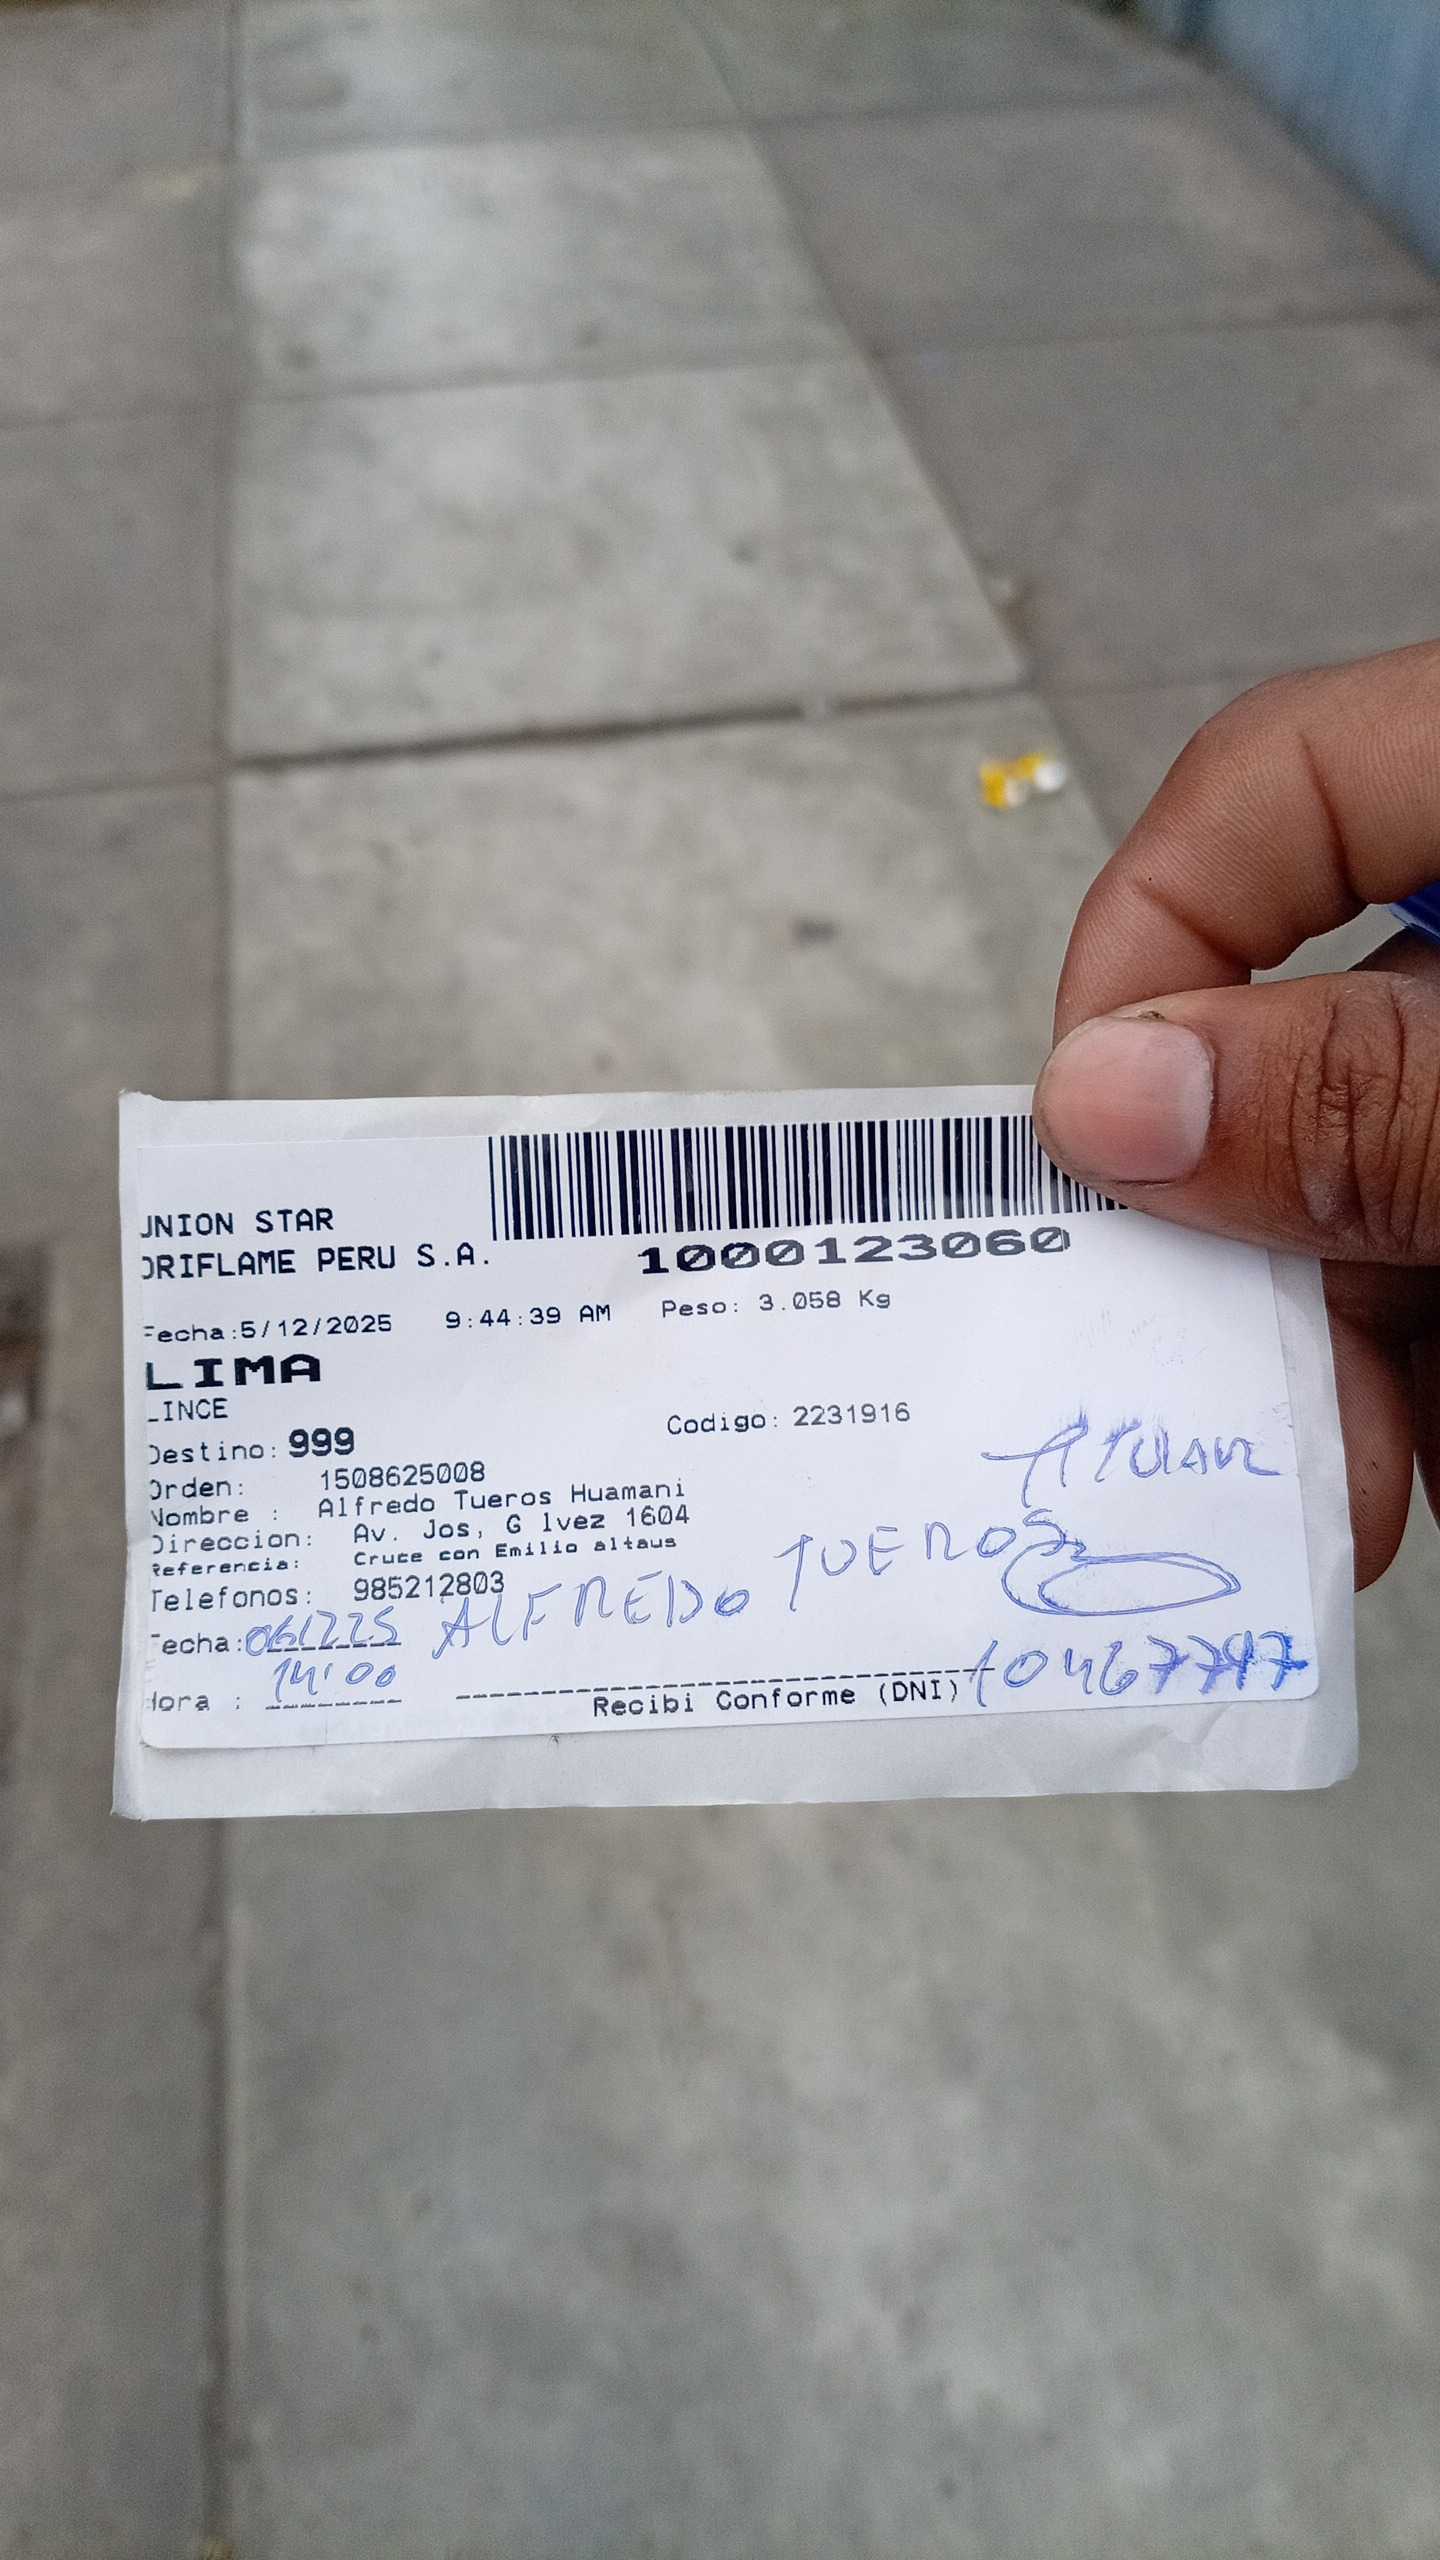 UNION STAR
ORIFLAME PERU S.A.
1000123060
Fecha:5/12/2025 9:44:39 AM Peso: 3.058 Kg
LIMA
LINCE
Codigo: 2231916
Destino: 999
Orden: 1508625008
Nombre : Alfredo Tueros Huamani
Direccion: Av. Jos, G lvez 1604
Referencia: Cruce con Emilio altaus
Telefonos: 985212803
TUEROS
Fecha: 061225 ALFREDO
Hora : 14:00
Recibi Conforme (DNI)